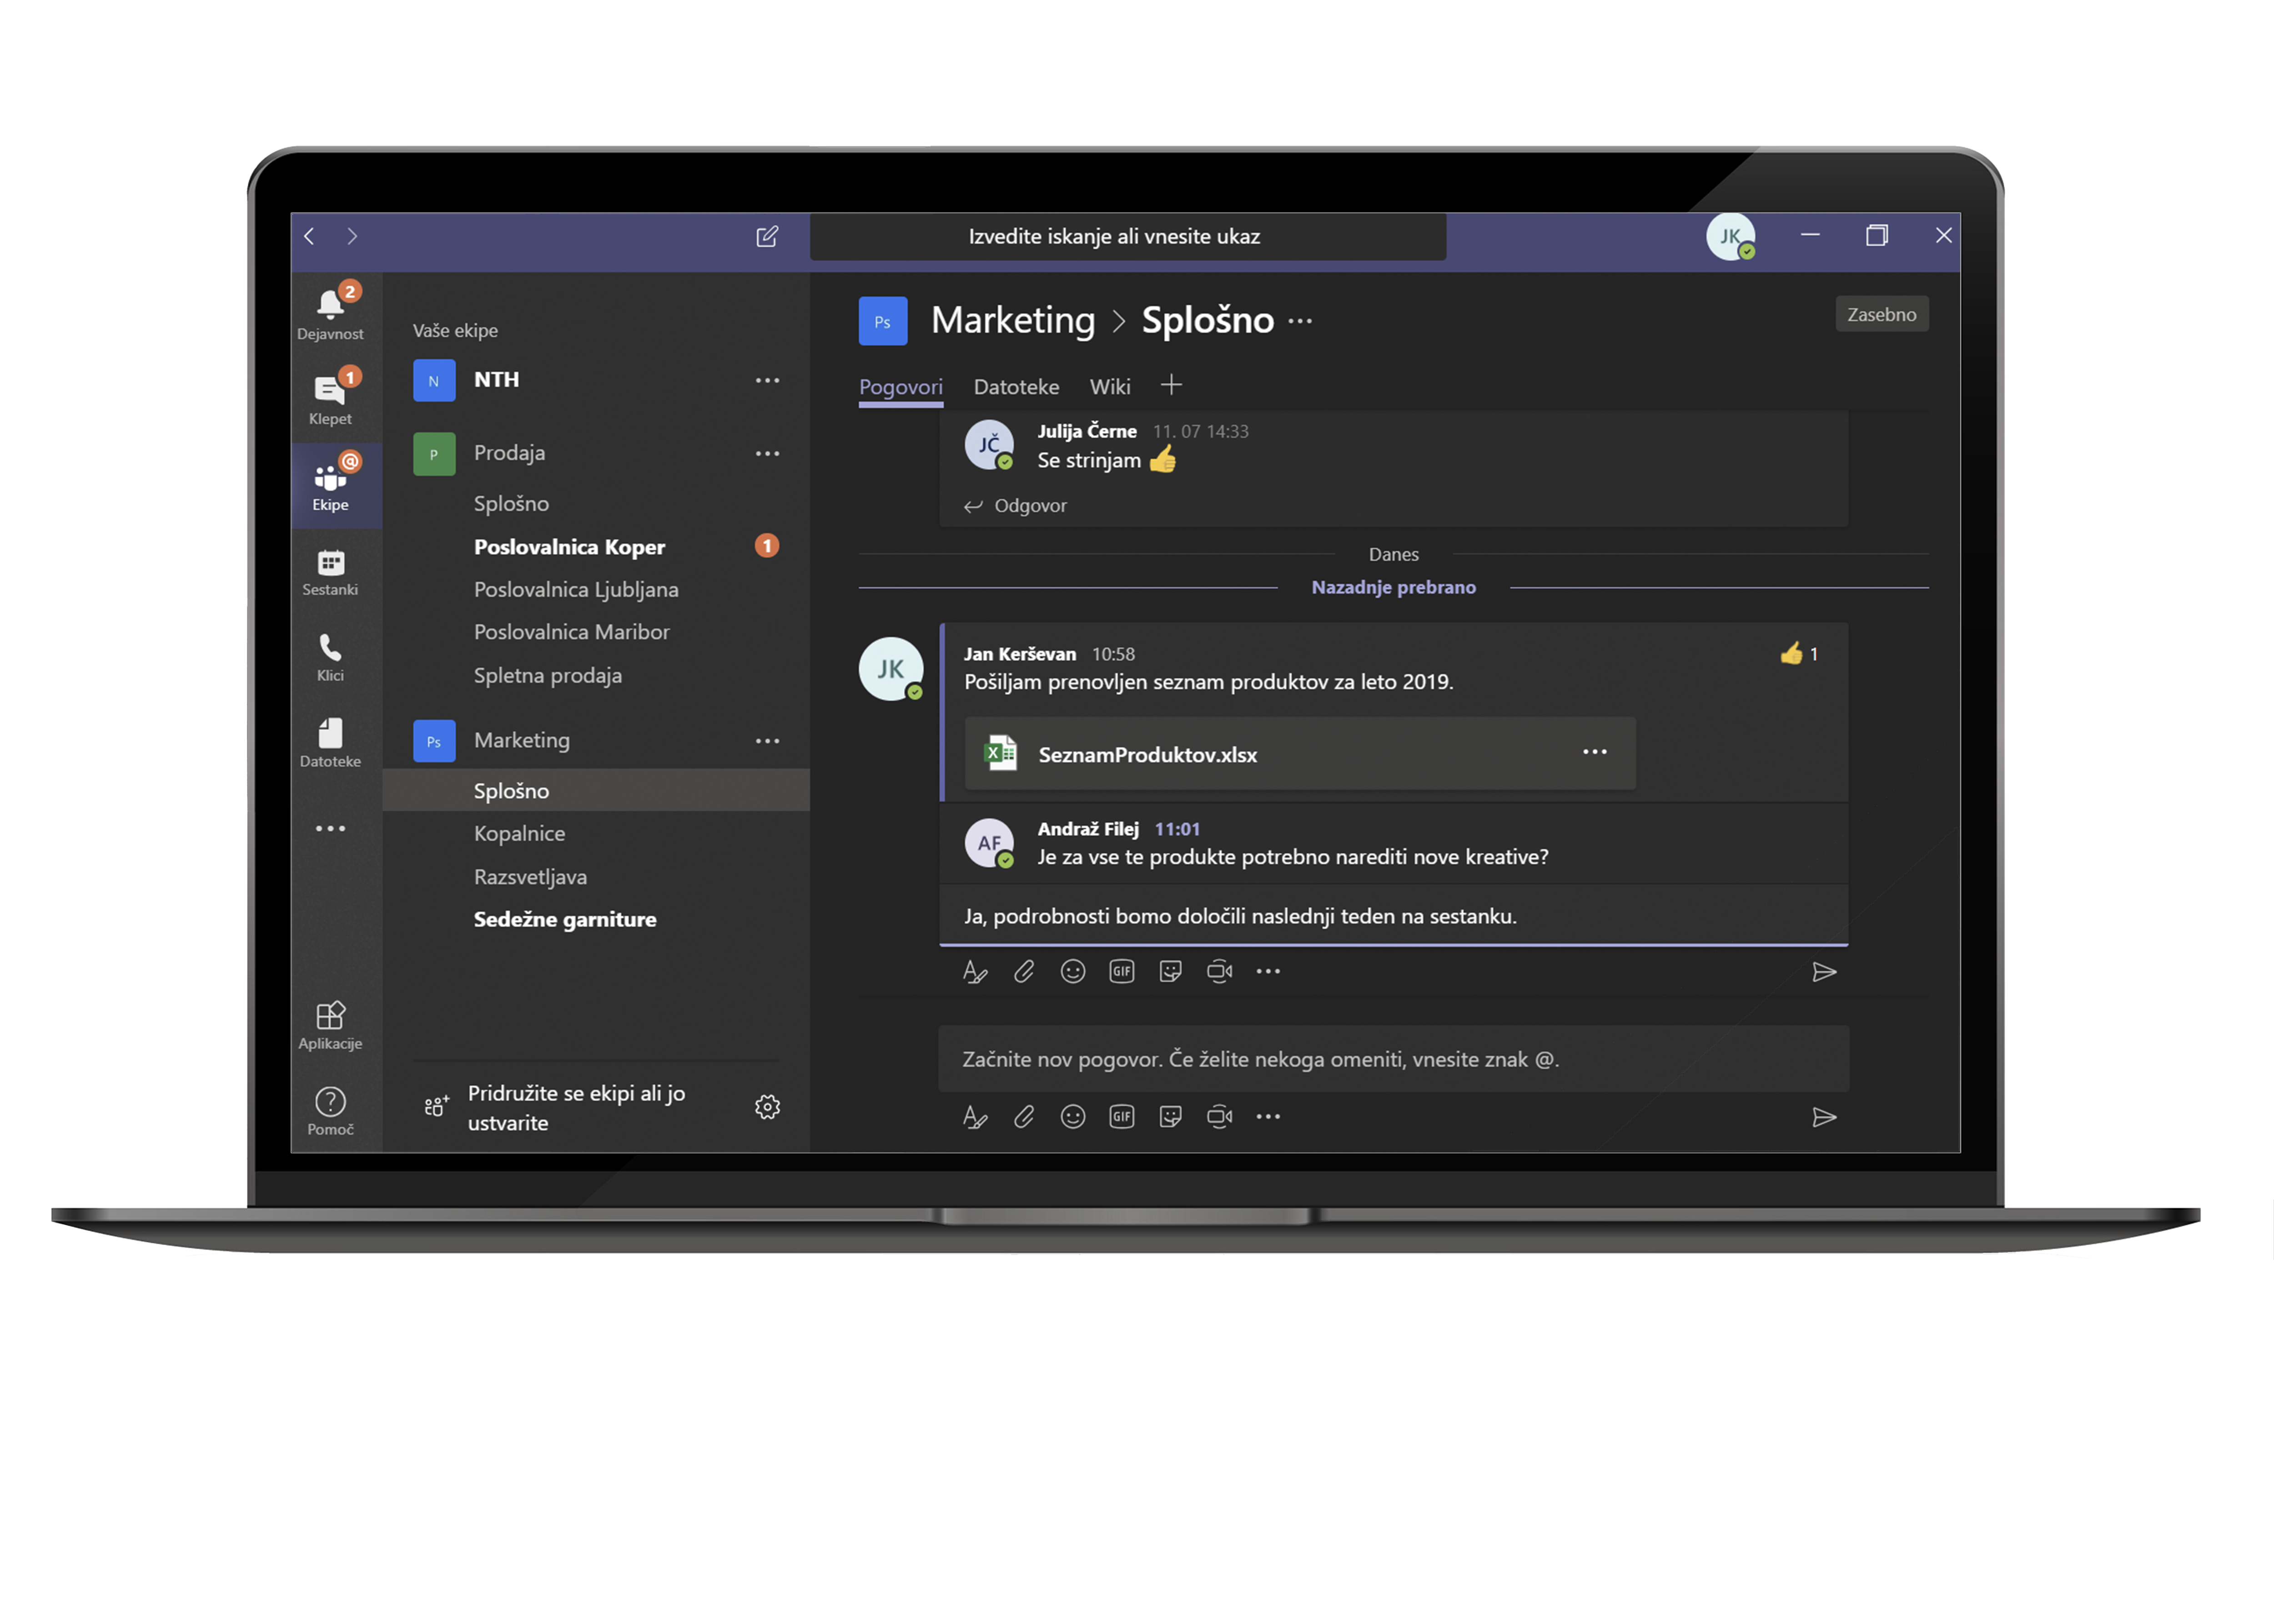 Izvedite iskanje ali vnesite ukaz
JK
2
Dejavnost
1
Klepet
@
Ekipe
Sestanki
Klici
Datoteke
Aplikacije
?
Pomoč
Vaše ekipe
N NTH
P Prodaja
Splošno
Poslovalnica Koper 1
Poslovalnica Ljubljana
Poslovalnica Maribor
Spletna prodaja
Ps Marketing
Splošno
Kopalnice
Razsvetljava
Sedežne garniture
Pridružite se ekipi ali jo
ustvarite
Ps Marketing > Splošno ...
Zasebno
Pogovori Datoteke Wiki +
JČ
Julija Černe 11. 07 14:33
Se strinjam 👍
Odgovor
Danes
Nazadnje prebrano
JK
Jan Kerševan 10:58 👍 1
Pošiljam prenovljen seznam produktov za leto 2019.
X SeznamProduktov.xlsx
AF
Andraž Filej 11:01
Je za vse te produkte potrebno narediti nove kreative?
Ja, podrobnosti bomo določili naslednji teden na sestanku.
GIF
Začnite nov pogovor. Če želite nekoga omeniti, vnesite znak @.
GIF